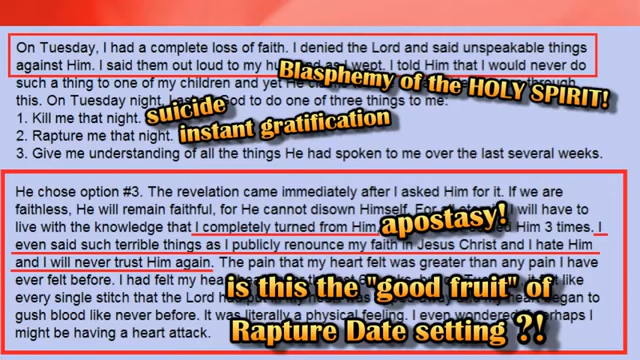 On Tuesday, I had a complete loss of faith. I denied the Lord and said unspeakable things
against Him. I said them out loud to my as I wept. I told Him that I would never do
such a thing to one of my children and yet He
Blasphemy of the HOLY SPIRIT!
this. On Tuesday night, God to do one of three things to me:
1. Kill me that night.
suicide
2. Rapture me that night.
instant gratification
3. Give me understanding of all the things He had spoken to me over the last several weeks.
He chose option #3. The revelation came immediately after I asked Him for it. If we are
faithless, He will remain faithful, for He cannot disown Himself. I will have to
live with the knowledge that I completely turned from Him, Him 3 times. I
apostasy!
even said such terrible things as I publicly renounce my faith Jesus Christ and I hate Him
and I will never trust Him again. The pain that my heart felt was greater than any pain I have
ever felt before. I had felt my like
is this the "good fruit" of
every single stitch that the Lord began to
gush blood like never before. It was literally a physical feeling. I even wondered I
Rapture Date setting ?!
might be having a heart attack.